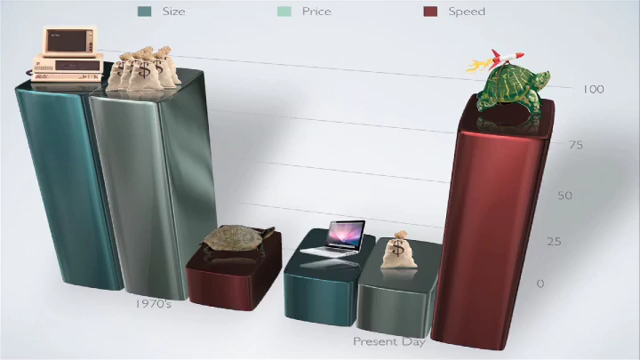 Size Price Speed
100
75
50
25
0
1970's
Present Day
$ $ $
$